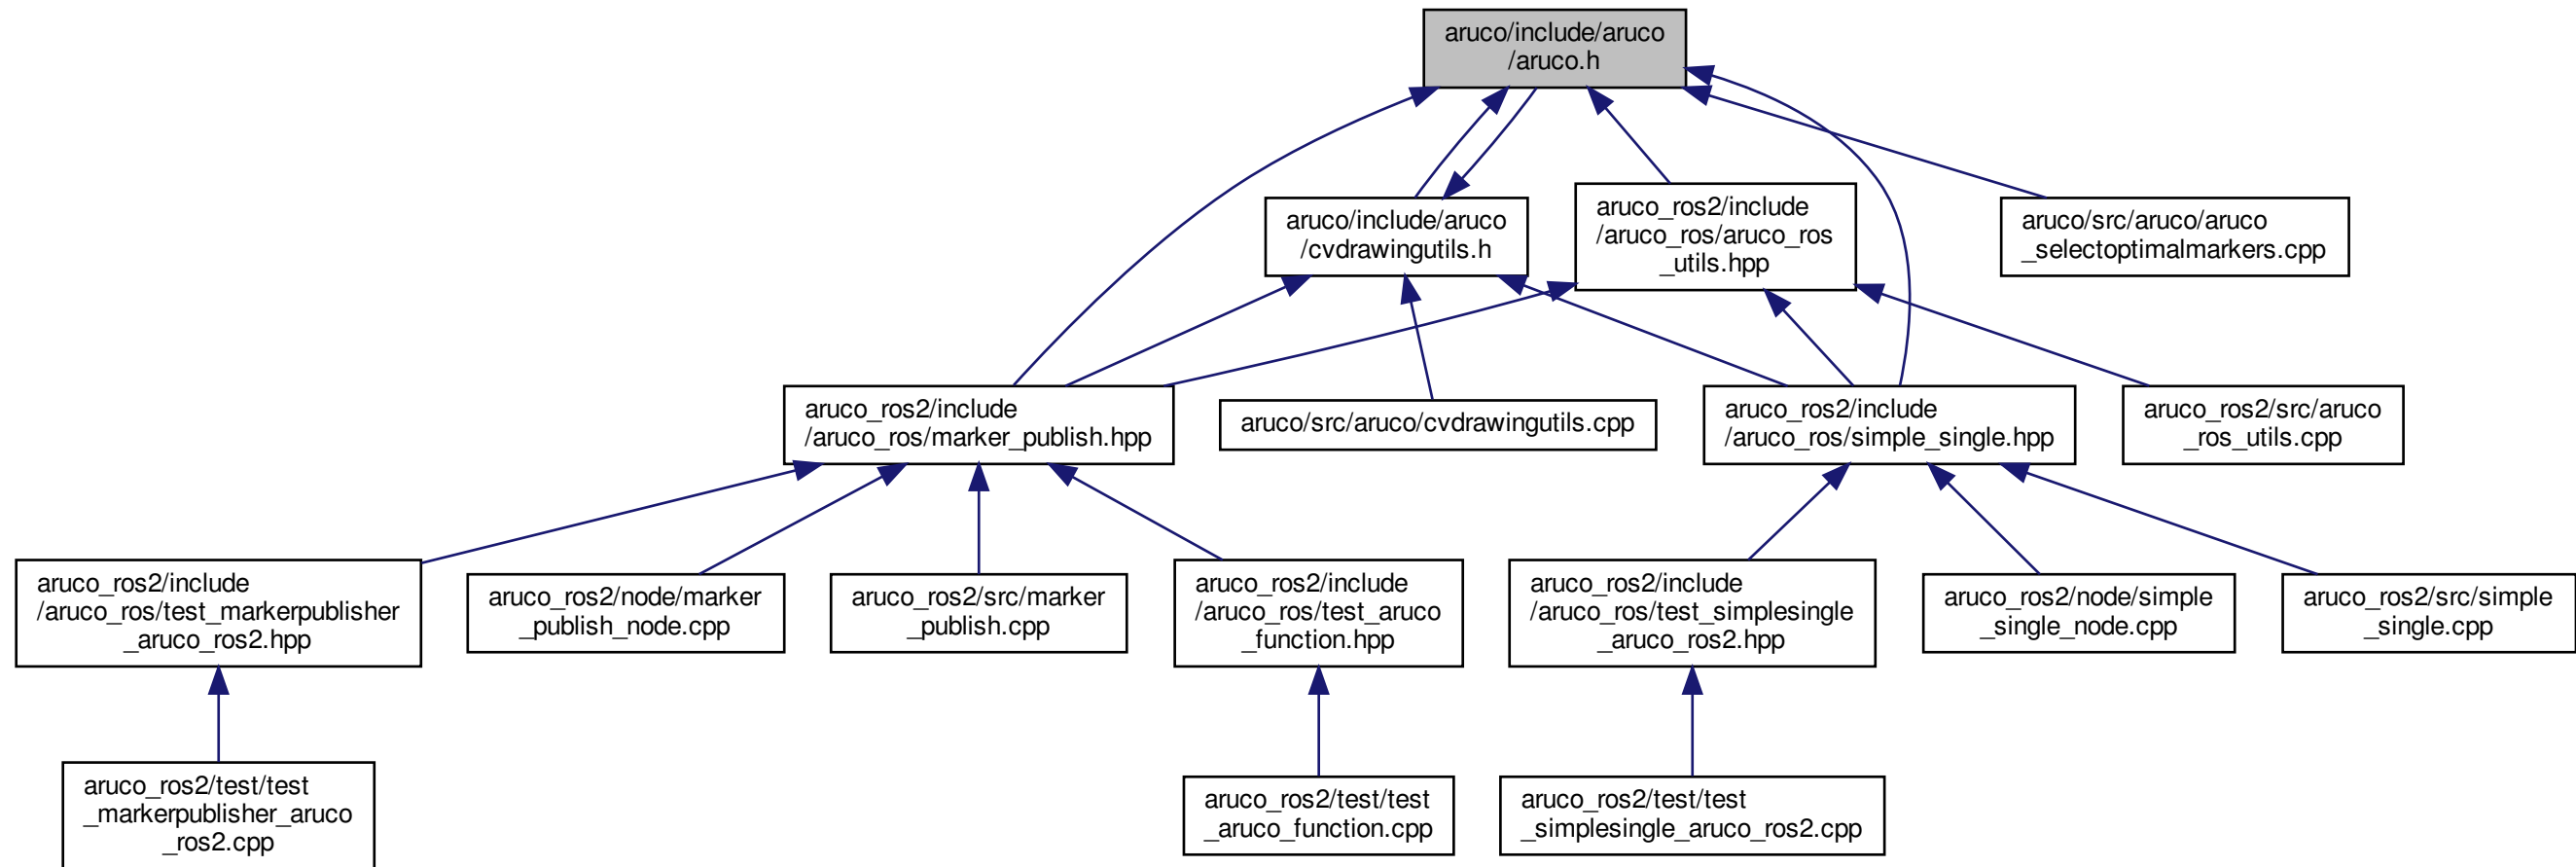 aruco/include/aruco
/aruco.h
aruco/include/aruco
/cvdrawingutils.h
aruco_ros2/include
/aruco_ros/aruco_ros
_utils.hpp
aruco/src/aruco/aruco
_selectoptimalmarkers.cpp
aruco_ros2/include
/aruco_ros/marker_publish.hpp
aruco/src/aruco/cvdrawingutils.cpp
aruco_ros2/include
/aruco_ros/simple_single.hpp
aruco_ros2/src/aruco
_ros_utils.cpp
aruco_ros2/include
/aruco_ros/test_markerpublisher
_aruco_ros2.hpp
aruco_ros2/node/marker
_publish_node.cpp
aruco_ros2/src/marker
_publish.cpp
aruco_ros2/include
/aruco_ros/test_aruco
_function.hpp
aruco_ros2/include
/aruco_ros/test_simplesingle
_aruco_ros2.hpp
aruco_ros2/node/simple
_single_node.cpp
aruco_ros2/src/simple
_single.cpp
aruco_ros2/test/test
_markerpublisher_aruco
_ros2.cpp
aruco_ros2/test/test
_aruco_function.cpp
aruco_ros2/test/test
_simplesingle_aruco_ros2.cpp